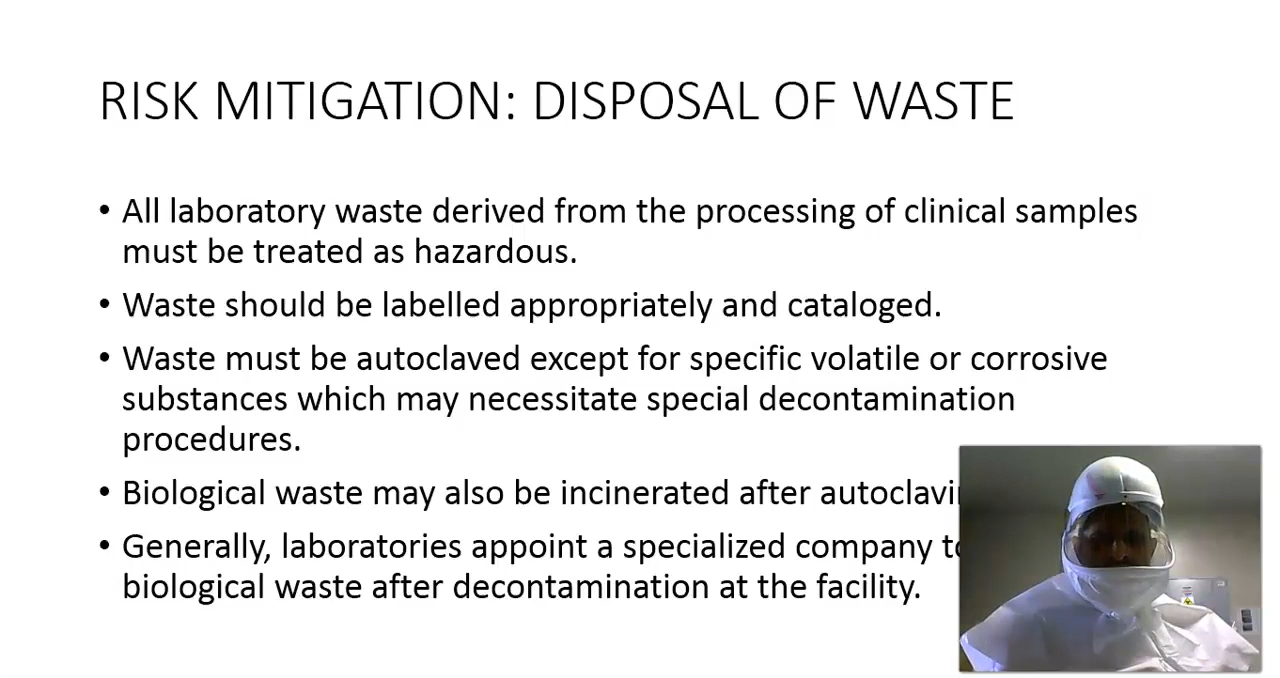 RISK MITIGATION: DISPOSAL OF WASTE
• All laboratory waste derived from the processing of clinical samples
must be treated as hazardous.
• Waste should be labelled appropriately and cataloged.
• Waste must be autoclaved except for specific volatile or corrosive
substances which may necessitate special decontamination
procedures.
• Biological waste may also be incinerated after
• Generally, laboratories appoint a specialized company
biological waste after decontamination at the facility.